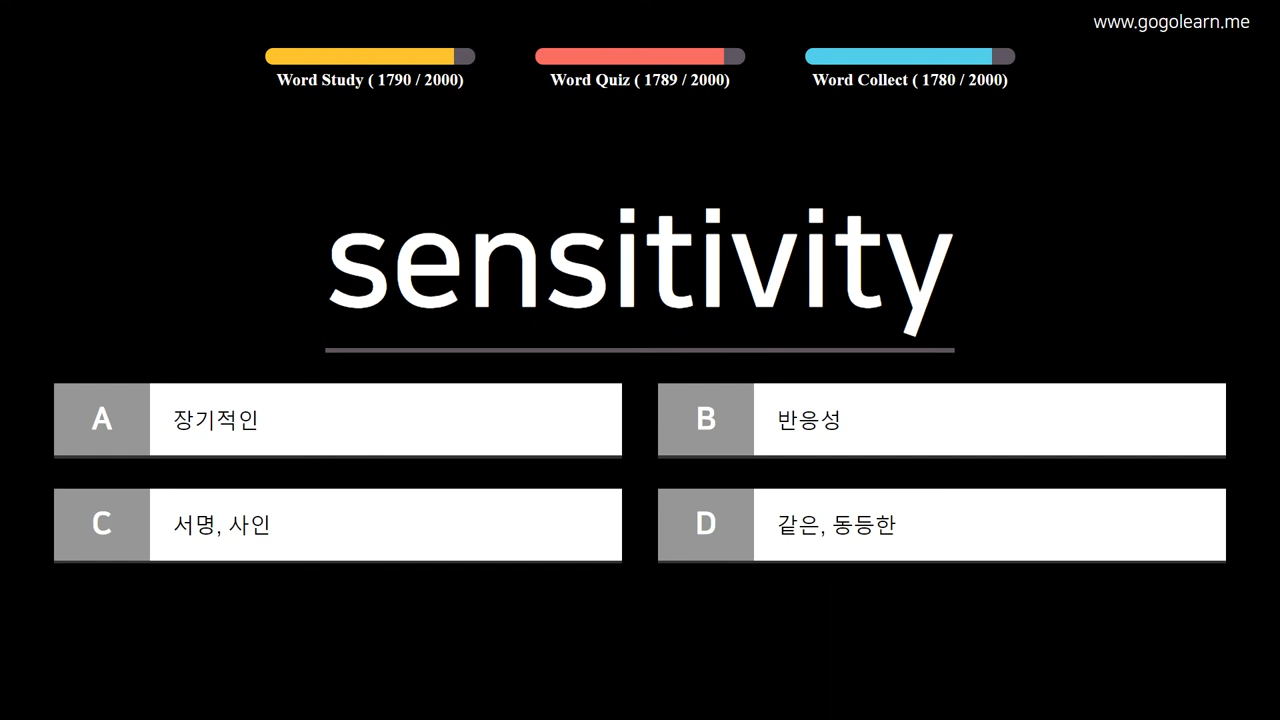 www.gogolearn.me
Word Study ( 1790 / 2000)
Word Quiz ( 1789 / 2000)
Word Collect ( 1780 / 2000)
sensitivity
A 장기적인
B 반응성
C 서명, 사인
D 같은, 동등한